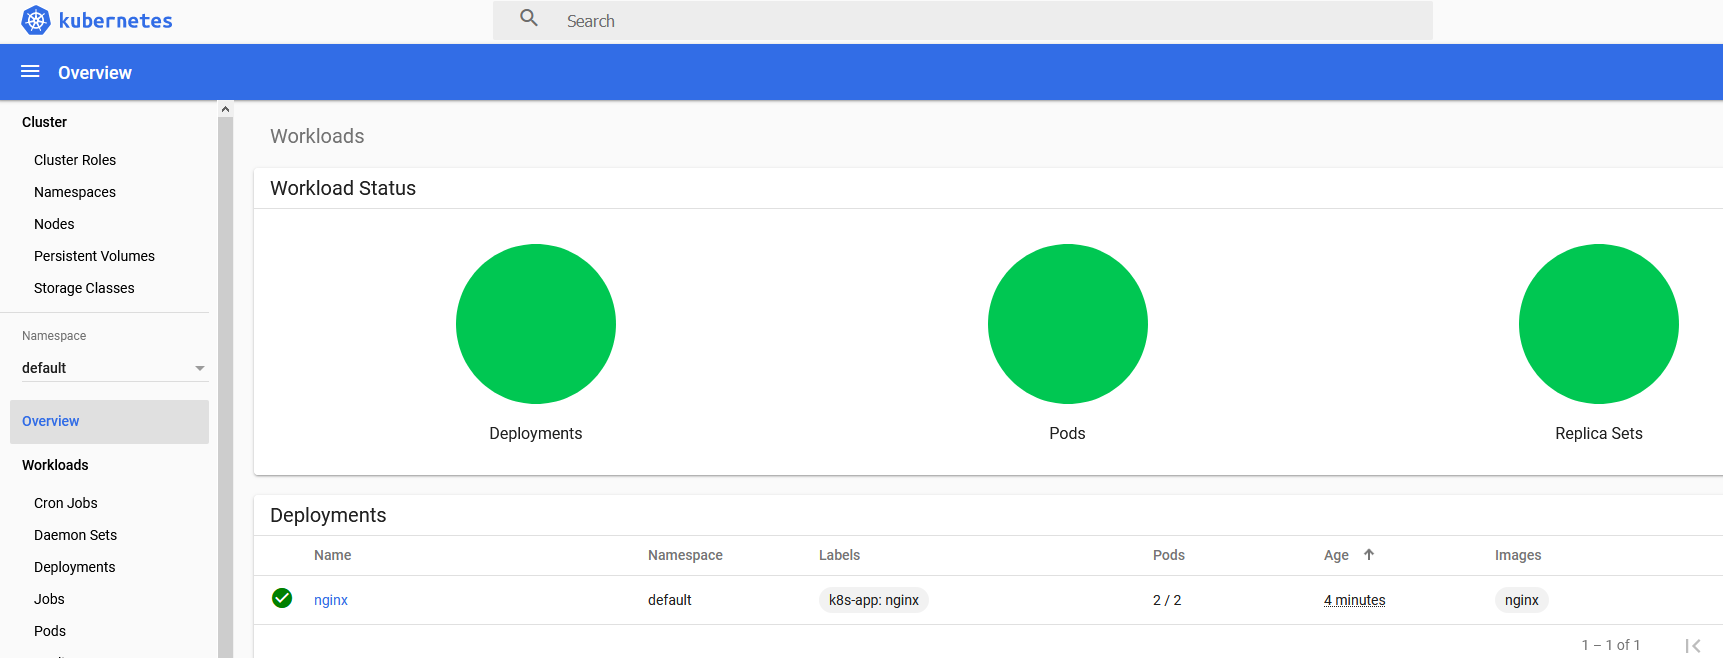 kubernetes
Search
Overview
Cluster
Cluster Roles
Namespaces
Nodes
Persistent Volumes
Storage Classes
Namespace
default
Overview
Workloads
Cron Jobs
Daemon Sets
Deployments
Jobs
Pods
Workloads
Workload Status
Deployments Pods Replica Sets
Deployments
Name Namespace Labels Pods Age Images
nginx default k8s-app: nginx 2 / 2 4 minutes nginx
1 – 1 of 1